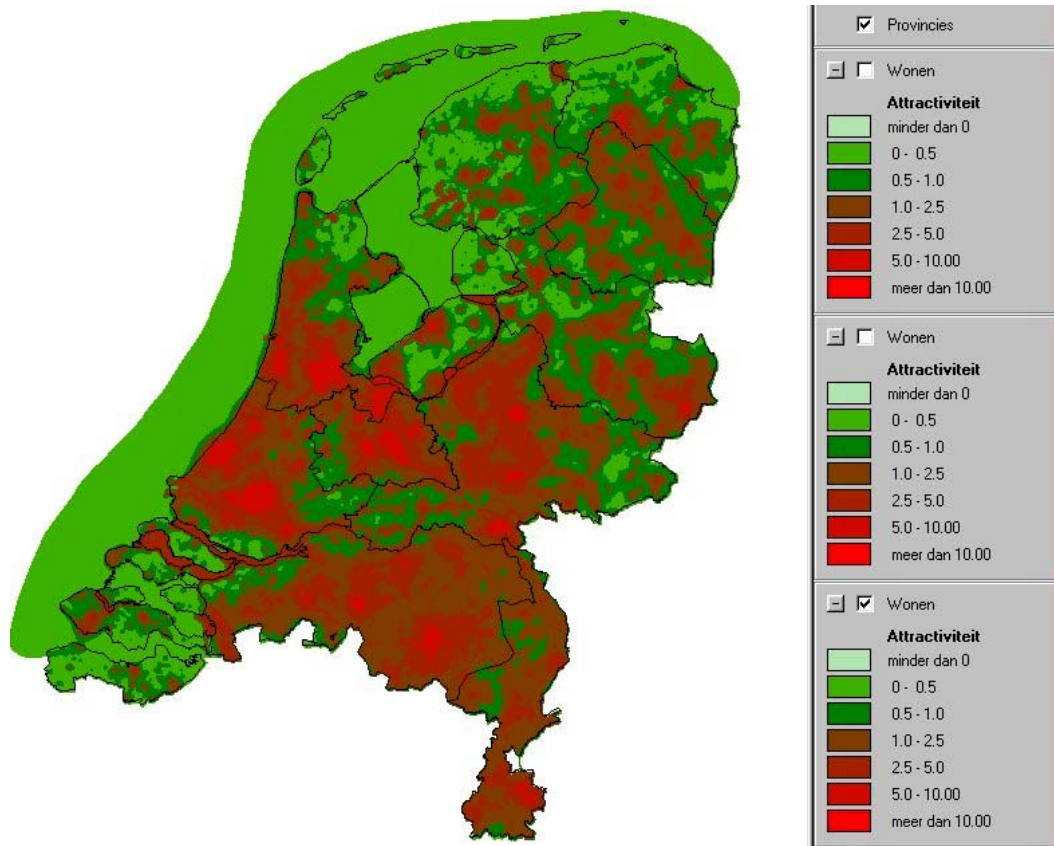 Provincies
Wonen
Attractiviteit
minder dan 0
0 - 0.5
0.5 - 1.0
1.0 - 2.5
2.5 - 5.0
5.0 - 10.00
meer dan 10.00
Wonen
Attractiviteit
minder dan 0
0 - 0.5
0.5 - 1.0
1.0 - 2.5
2.5 - 5.0
5.0 - 10.00
meer dan 10.00
Wonen
Attractiviteit
minder dan 0
0 - 0.5
0.5 - 1.0
1.0 - 2.5
2.5 - 5.0
5.0 - 10.00
meer dan 10.00